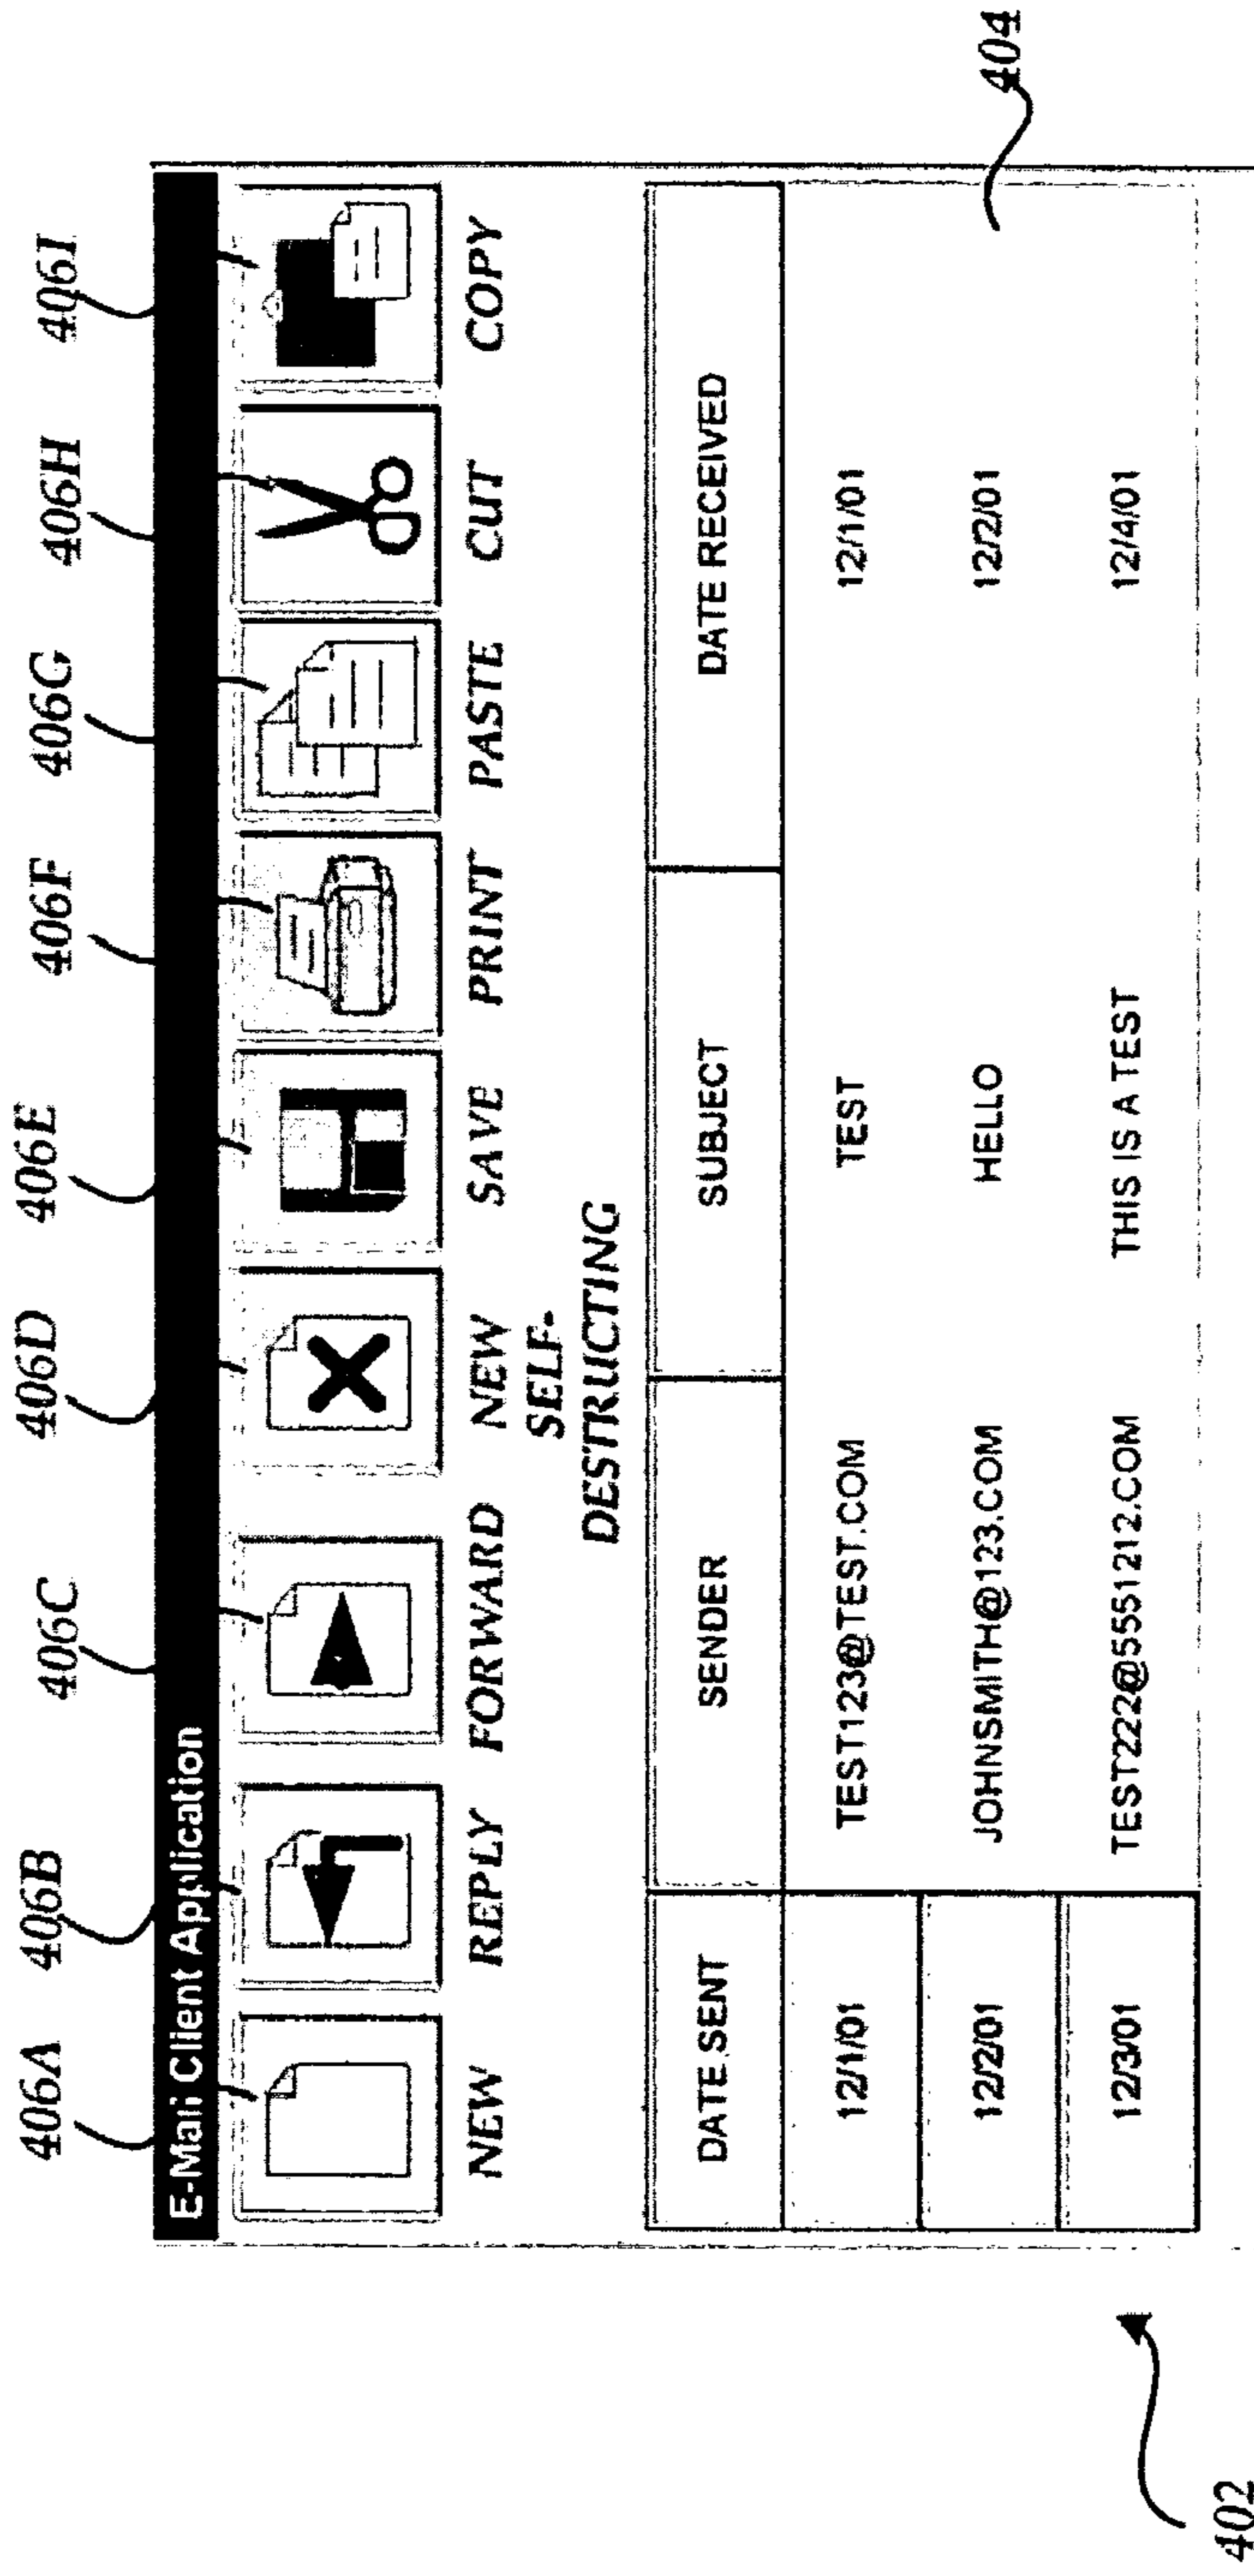 406A 406B 406C 406D 406E 406F 406G 406H 406I
E-Mail Client Application
NEW REPLY FORWARD NEW SAVE PRINT PASTE CUT COPY
SELF-
DESTRUCTING
DATE SENT SENDER SUBJECT DATE RECEIVED
12/1/01 TEST123@TEST.COM TEST 12/1/01
12/2/01 JOHNSMITH@123.COM HELLO 12/2/01
404
12/3/01 TEST222@5551212.COM THIS IS A TEST 12/4/01
402